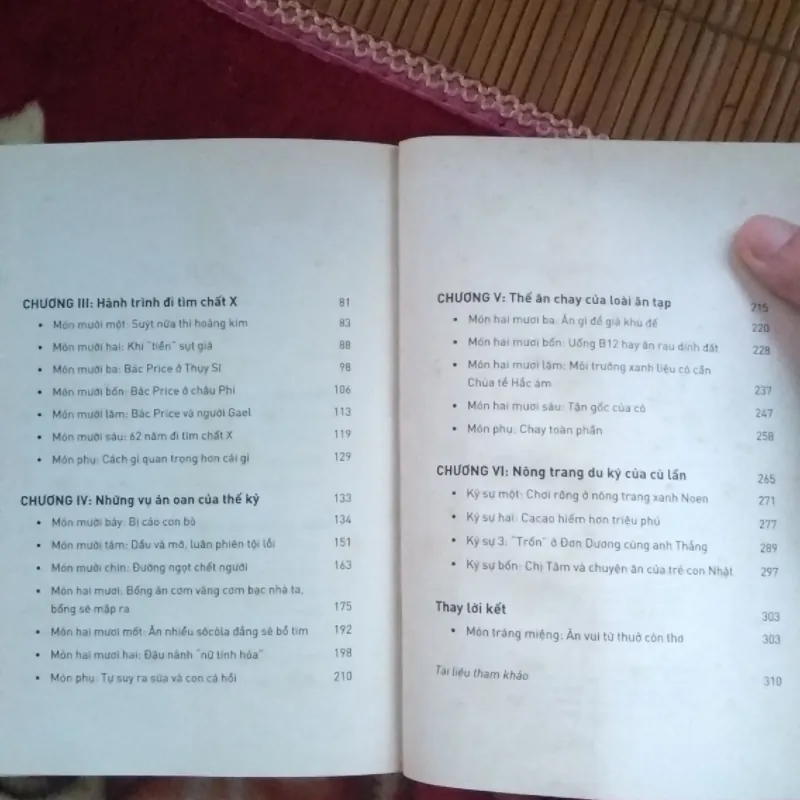 CHƯƠNG III: Hành trình đi tìm chất X 81
• Món mười một: Suýt nữa thì hoàng kim 83
• Món mười hai: Khi "tiền" sụt giá 88
• Món mười ba: Bác Price ở Thụy Sĩ 98
• Món mười bốn: Bác Price ở châu Phi 106
• Món mười lăm: Bác Price và người Gael 113
• Món mười sáu: 62 năm đi tìm chất X 119
• Món phụ: Cách gì quan trọng hơn cái gì 129
CHƯƠNG IV: Những vụ án oan của thế kỷ 133
• Món mười bảy: Bị cáo con bò 134
• Món mười tám: Dầu và mỡ, luân phiên tội lỗi 151
• Món mười chín: Đường ngọt chết người 163
• Món hai mươi: Bống ăn cơm vàng cơm bạc nhà ta,
bống sẽ mập ra 175
• Món hai mươi mốt: Ăn nhiều sôcôla đắng sẽ bổ tim 192
• Món hai mươi hai: Đậu nành "nữ tính hóa" 198
• Món phụ: Tự suy ra sữa và con cá hồi 210
CHƯƠNG V: Thế ăn chay của loài ăn tạp 215
• Món hai mươi ba: Ăn gì để già khú đế 220
• Món hai mươi bốn: Uống B12 hay ăn rau dính đất 228
• Món hai mươi lăm: Môi trường xanh liệu có cần
Chúa tể Hắc ám 237
• Món hai mươi sáu: Tận gốc của cỏ 247
• Món phụ: Chay toàn phần 258
CHƯƠNG VI: Nông trang du ký của cù lần 265
• Ký sự một: Chơi rông ở nông trang xanh Noen 271
• Ký sự hai: Cacao hiếm hơn triệu phú 277
• Ký sự 3: "Trốn" ở Đơn Dương cùng anh Thắng 289
• Ký sự bốn: Chị Tâm và chuyện ăn của trẻ con Nhật 297
Thay lời kết 303
• Món tráng miệng: Ăn vui từ thuở còn thơ 303
Tài liệu tham khảo 310